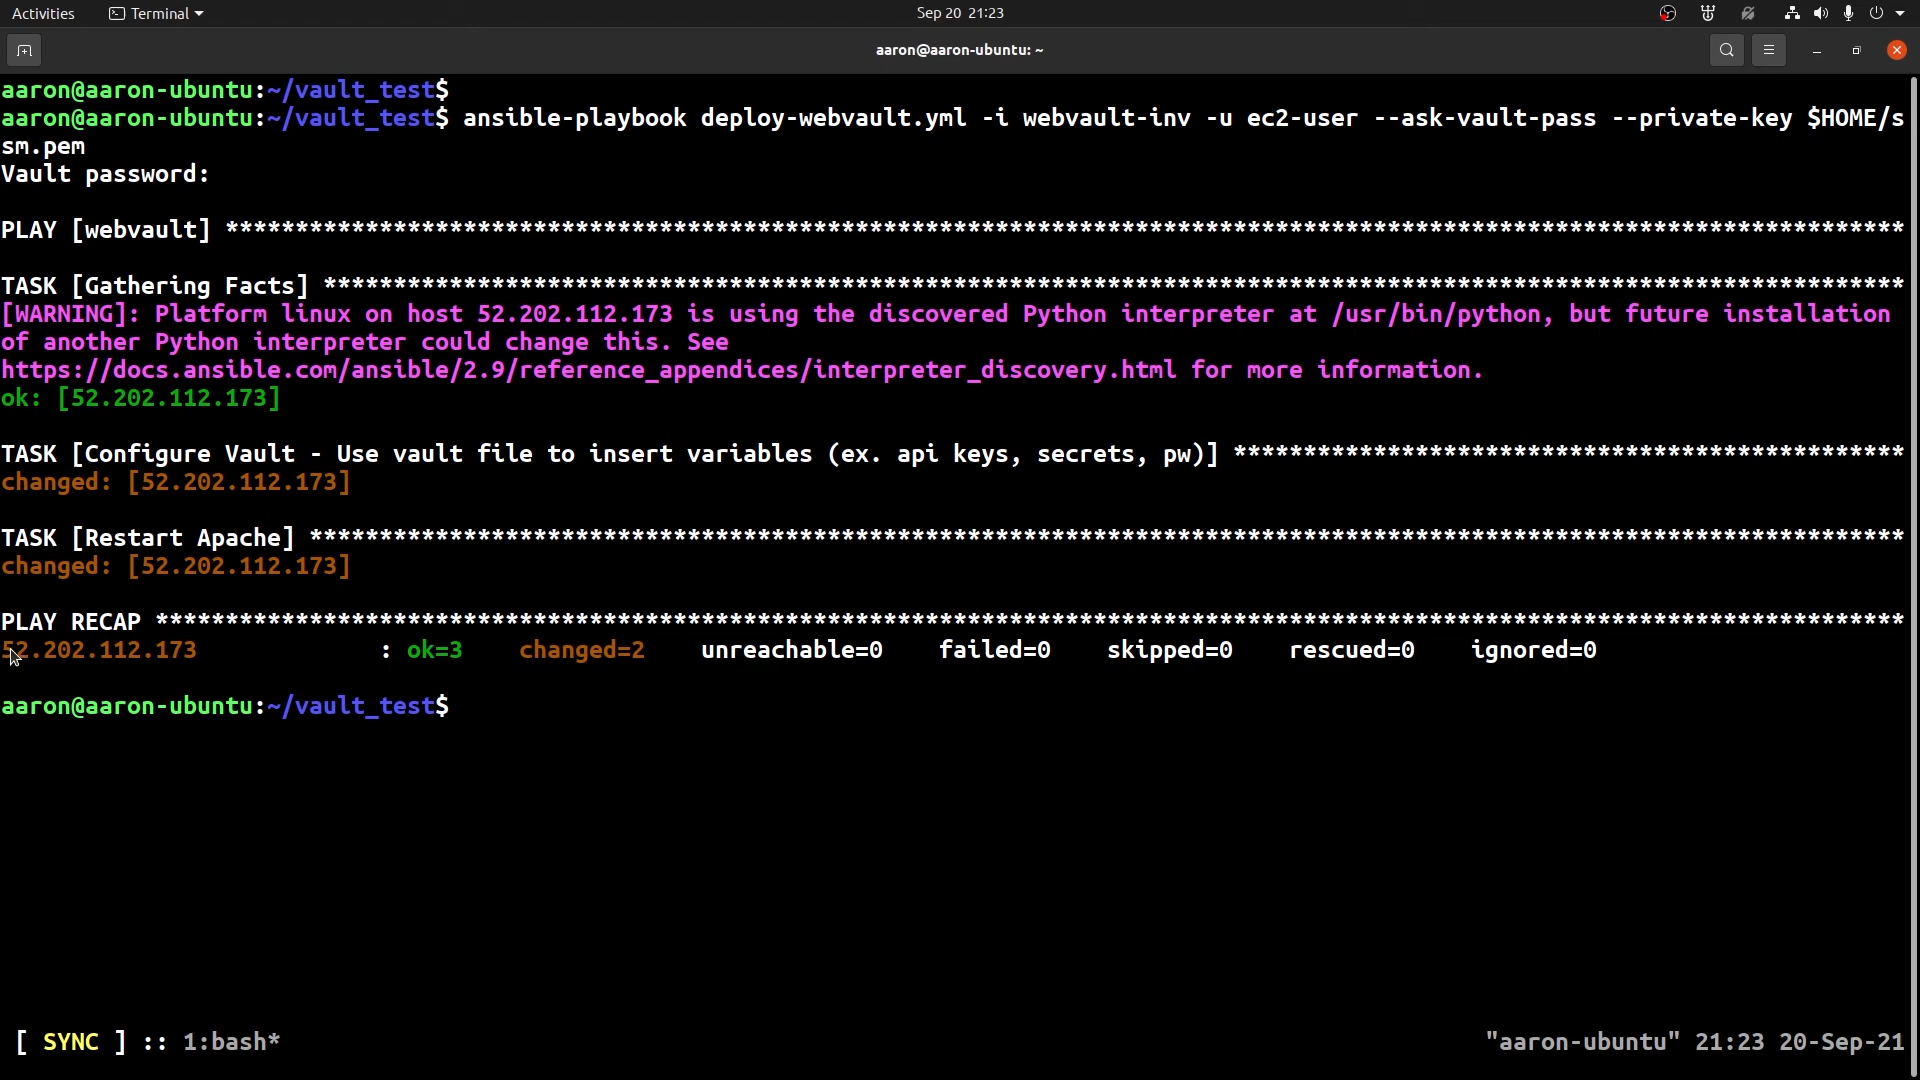 Activities Terminal Sep 20 21:23
aaron@aaron-ubuntu: ~
aaron@aaron-ubuntu:~/vault_test$
aaron@aaron-ubuntu:~/vault_test$ ansible-playbook deploy-webvault.yml -i webvault-inv -u ec2-user --ask-vault-pass --private-key $HOME/s
sm.pem
Vault password:
PLAY [webvault] ************************************************************************************************************************
TASK [Gathering Facts] *****************************************************************************************************************
[WARNING]: Platform linux on host 52.202.112.173 is using the discovered Python interpreter at /usr/bin/python, but future installation
of another Python interpreter could change this. See
https://docs.ansible.com/ansible/2.9/reference_appendices/interpreter_discovery.html for more information.
ok: [52.202.112.173]
TASK [Configure Vault - Use vault file to insert variables (ex. api keys, secrets, pw)] ************************************************
changed: [52.202.112.173]
TASK [Restart Apache] ******************************************************************************************************************
changed: [52.202.112.173]
PLAY RECAP *****************************************************************************************************************************
52.202.112.173 : ok=3 changed=2 unreachable=0 failed=0 skipped=0 rescued=0 ignored=0
aaron@aaron-ubuntu:~/vault_test$
[ SYNC ] :: 1:bash* "aaron-ubuntu" 21:23 20-Sep-21